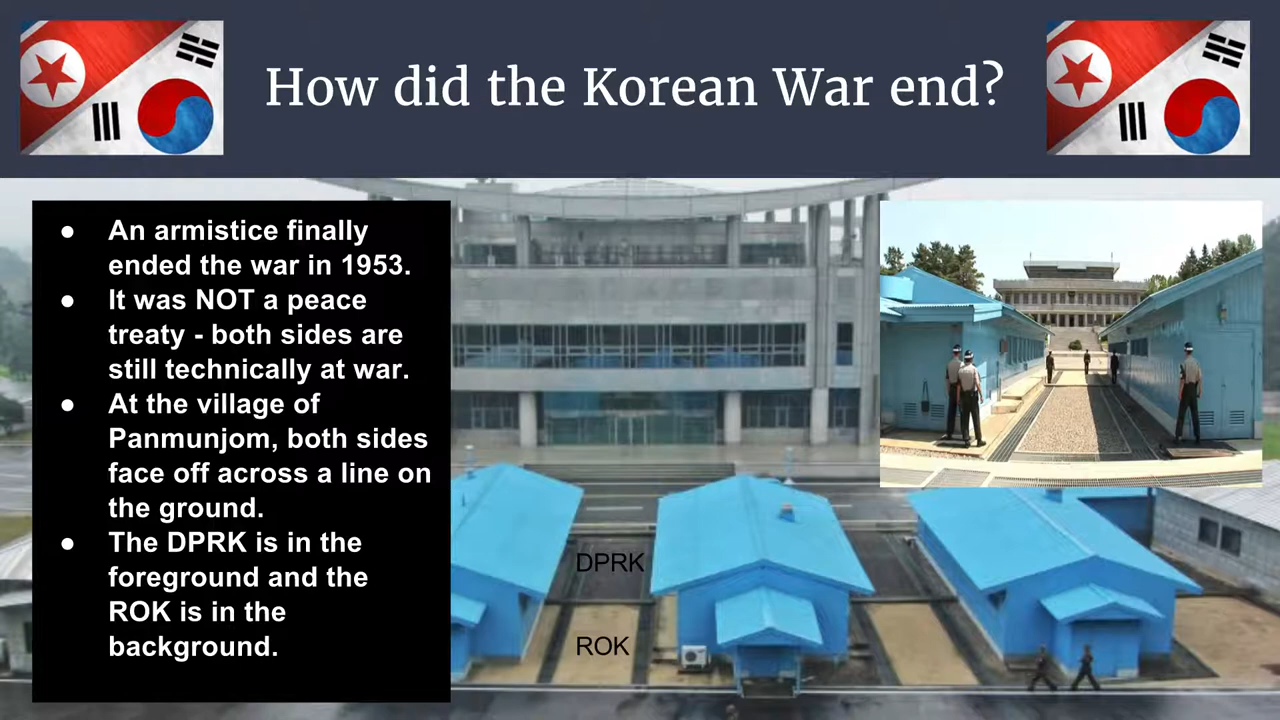 How did the Korean War end?
● An armistice finally
ended the war in 1953.
● It was NOT a peace
treaty - both sides are
still technically at war.
● At the village of
Panmunjom, both sides
face off across a line on
the ground.
● The DPRK is in the
foreground and the
ROK is in the
background.
DPRK
ROK